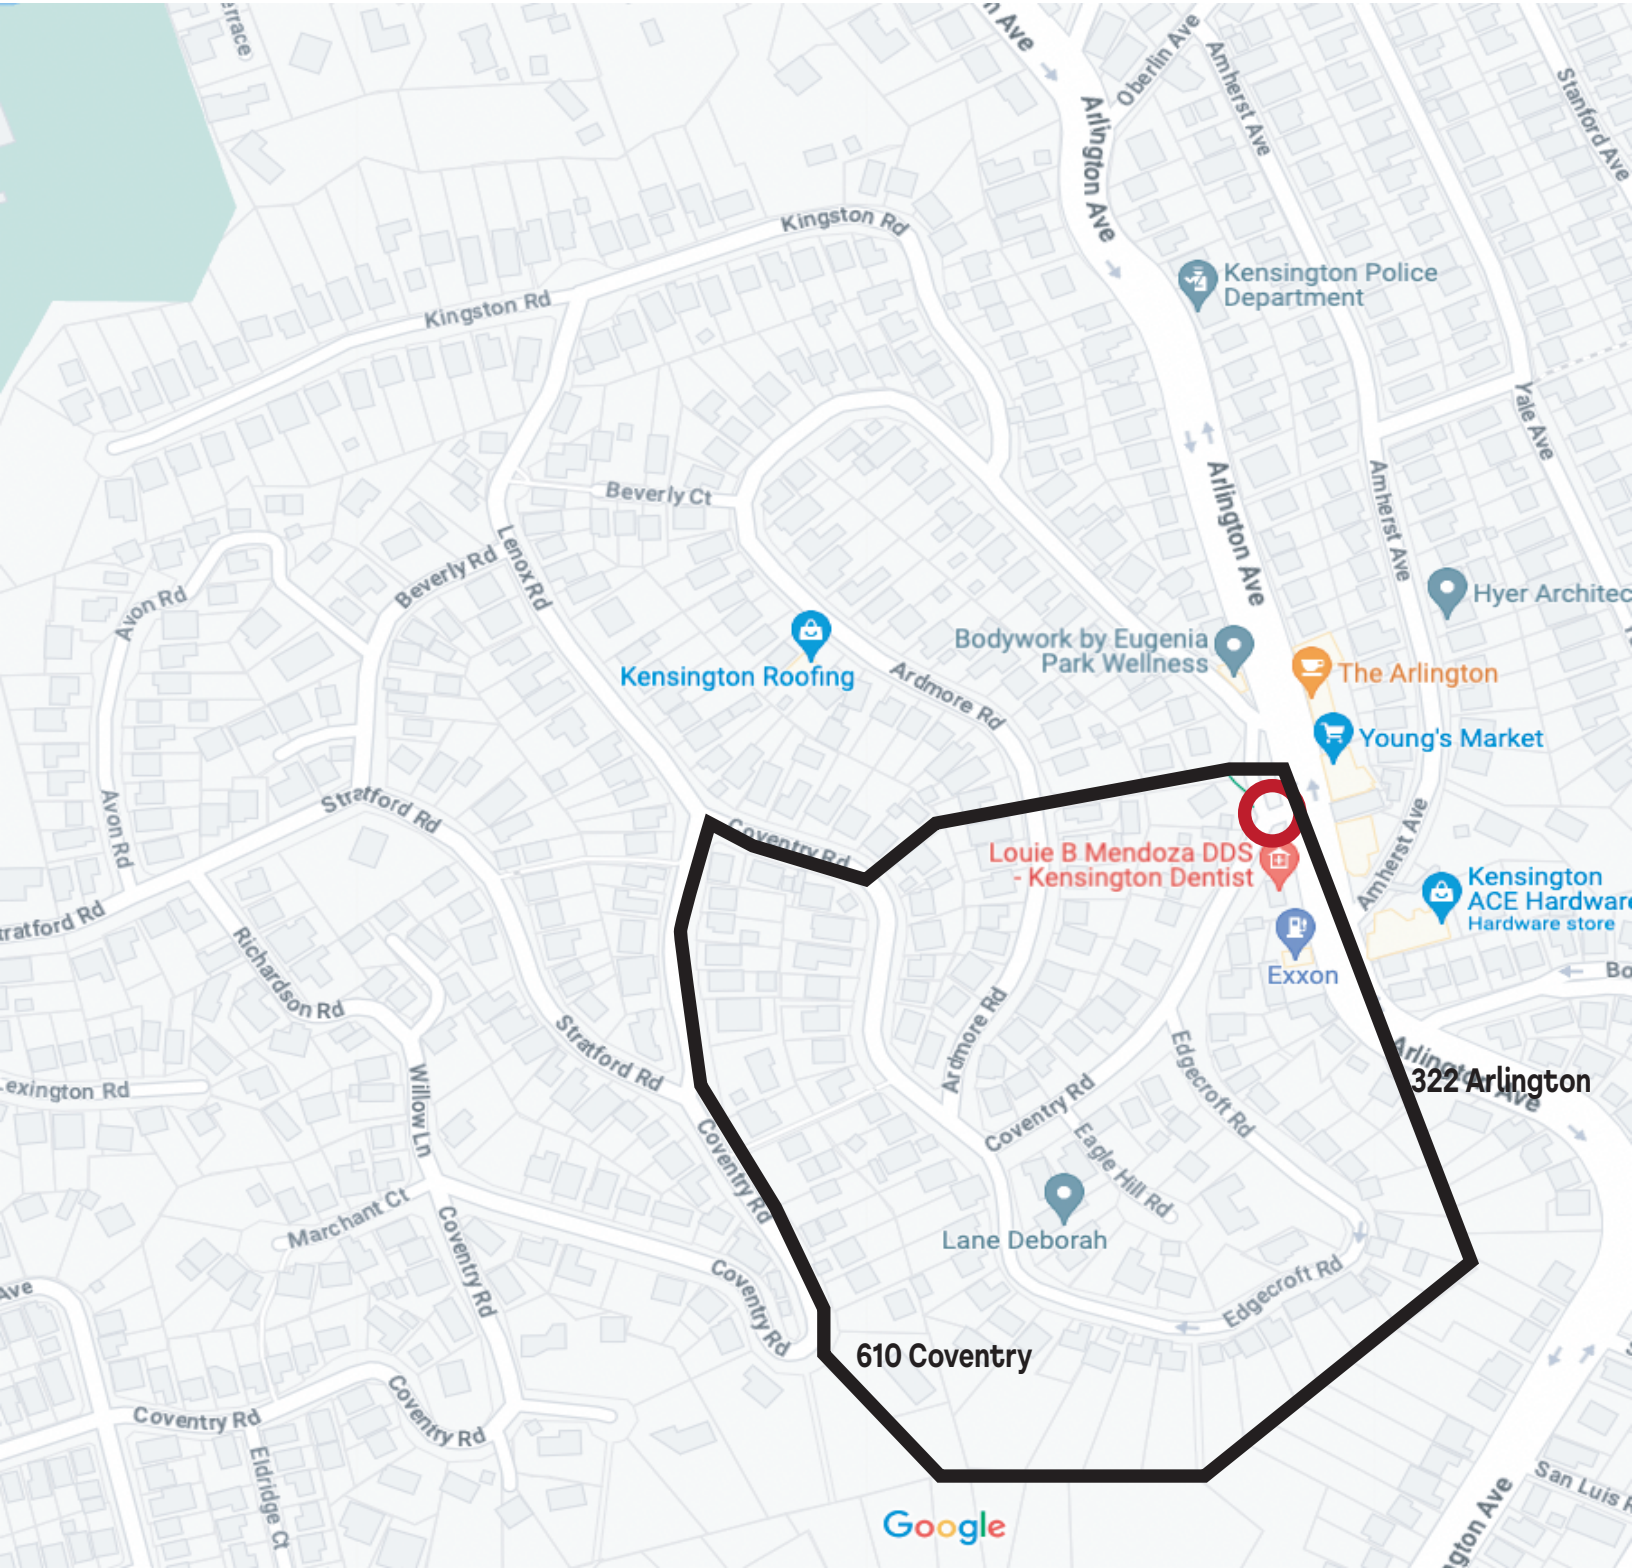 Arlington Ave
Oberlin Ave
Amherst Ave
Stanford Ave
Kingston Rd
Kensington Police
Department
Kingston Rd
Yale Ave
Arlington Ave
Amherst Ave
Beverly Ct
Lenox Rd
Beverly Rd
Avon Rd
Hyer Architec
Bodywork by Eugenia
Park Wellness
Kensington Roofing
Ardmore Rd
The Arlington
Young's Market
Stratford Rd
Avon Rd
Coventry Rd
Louie B Mendoza DDS
- Kensington Dentist
Amherst Ave
Kensington
ACE Hardware
Hardware store
tratford Rd
Richardson Rd
Exxon
Bo
Ardmore Rd
Stratford Rd
Edgecroft Rd
Arlington Ave
322 Arlington
Lexington Rd
Willow Ln
Coventry Rd
Coventry Rd
Eagle Hill Rd
Marchant Ct
Lane Deborah
Coventry Rd
Coventry Rd
Edgecroft Rd
Ave
610 Coventry
Coventry Rd
Coventry Rd
Eldridge Ct
San Luis R
gton Ave
Google